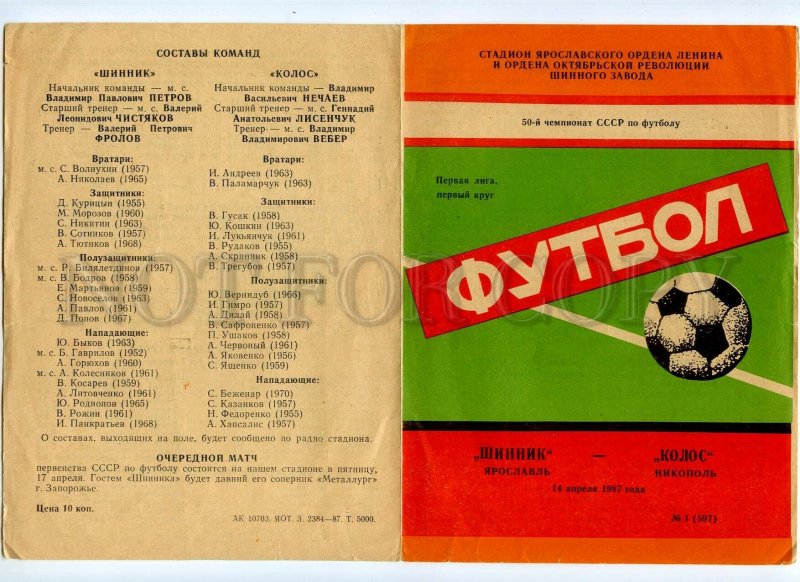 СОСТАВЫ КОМАНД
«ШИННИК»
Начальник команды — м. с.
Владимир Павлович ПЕТРОВ
Старший тренер — м. с. Валерий
Леонидович ЧИСТЯКОВ
Тренер — Валерий Петрович
ФРОЛОВ
Вратари:
м. с. С. Волнухин (1957)
А. Николаев (1965)
Защитники:
Д. Курицын (1955)
М. Морозов (1960)
С. Никитин (1963)
В. Сотников (1957)
А. Тютиков (1968)
Полузащитники:
м. с. Р. Билялетдинов (1957)
м. с. В. Бодров (1958)
Е. Мартьянов (1959)
С. Новоселов (1963)
А. Павлов (1961)
Д. Попов (1967)
Нападающие:
Ю. Быков (1963)
м. с. Б. Гаврилов (1952)
А. Горюхов (1960)
м. с. А. Колесников (1961)
В. Косарев (1959)
А. Литовченко (1961)
Ю. Родионов (1965)
В. Рожин (1961)
И. Панкратьев (1968)
«КОЛОС»
Начальник команды — Владимир
Васильевич НЕЧАЕВ
Старший тренер — м. с. Геннадий
Анатольевич ЛИСЕНЧУК
Тренер — м. с. Владимир
Владимирович ВЕБЕР
Вратари:
И. Андреев (1963)
В. Паламарчук (1963)
Защитники:
В. Гусак (1958)
Ю. Кошкин (1963)
И. Лукьянчук (1961)
В. Рудаков (1955)
А. Скрипник (1958)
В. Трегубов (1957)
Полузащитники:
Ю. Вернидуб (1966)
И. Гимро (1957)
А. Дилай (1958)
В. Сафроненко (1957)
П. Ушаков (1958)
А. Червоный (1961)
А. Яковенко (1956)
С. Ященко (1959)
Нападающие:
С. Беженар (1970)
С. Казанков (1957)
Н. Федоренко (1955)
А. Хапсалис (1957)
О составах, выходящих на поле, будет сообщено по радио стадиона.
ОЧЕРЕДНОЙ МАТЧ
первенства СССР по футболу состоится на нашем стадионе в пятницу,
17 апреля. Гостем «Шинника» будет давний его соперник «Металлург»
г. Запорожье.
Цена 10 коп.
АК 10703. ЯОТ. З. 2384—87. Т. 5000.
СТАДИОН ЯРОСЛАВСКОГО ОРДЕНА ЛЕНИНА
И ОРДЕНА ОКТЯБРЬСКОЙ РЕВОЛЮЦИИ
ШИННОГО ЗАВОДА
50-й чемпионат СССР по футболу
Первая лига,
первый круг
ФУТБОЛ
„ШИННИК“ — „КОЛОС“
ЯРОСЛАВЛЬ НИКОПОЛЬ
14 апреля 1987 года
№ 1 (597)
NOT FOR COPY